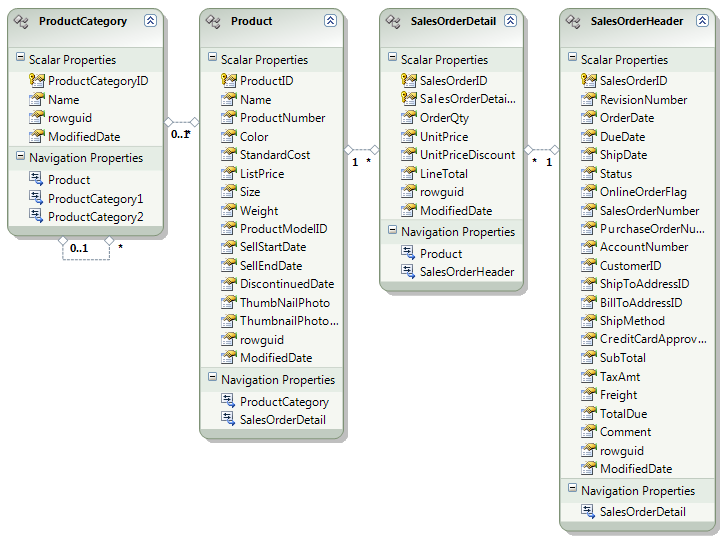 ProductCategory
Scalar Properties
ProductCategoryID
Name
rowguid
ModifiedDate
Navigation Properties
Product
ProductCategory1
ProductCategory2
0..1
*
0..1
*
Product
Scalar Properties
ProductID
Name
ProductNumber
Color
StandardCost
ListPrice
Size
Weight
ProductModelID
SellStartDate
SellEndDate
DiscontinuedDate
ThumbNailPhoto
ThumbnailPhoto...
rowguid
ModifiedDate
Navigation Properties
ProductCategory
SalesOrderDetail
1
*
SalesOrderDetail
Scalar Properties
SalesOrderID
SalesOrderDetai...
OrderQty
UnitPrice
UnitPriceDiscount
LineTotal
rowguid
ModifiedDate
Navigation Properties
Product
SalesOrderHeader
*
1
SalesOrderHeader
Scalar Properties
SalesOrderID
RevisionNumber
OrderDate
DueDate
ShipDate
Status
OnlineOrderFlag
SalesOrderNumber
PurchaseOrderNu...
AccountNumber
CustomerID
ShipToAddressID
BillToAddressID
ShipMethod
CreditCardApprov...
SubTotal
TaxAmt
Freight
TotalDue
Comment
rowguid
ModifiedDate
Navigation Properties
SalesOrderDetail